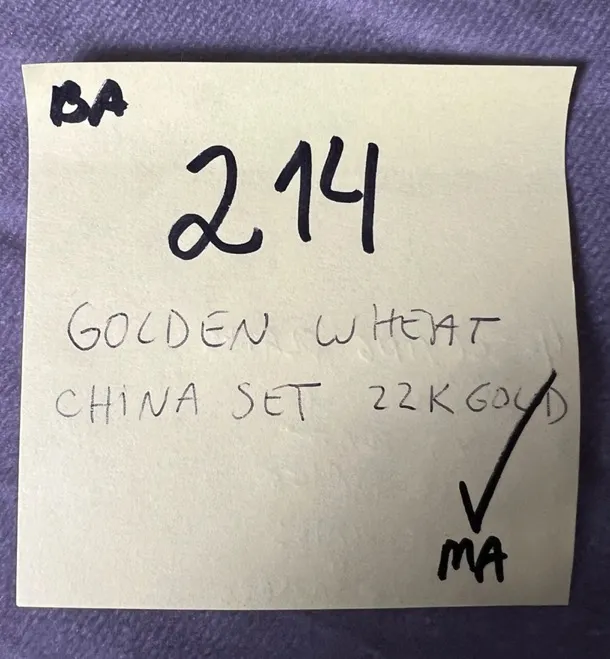 BA
214
GOLDEN WHEAT
CHINA SET 22K GOLD
✓
MA